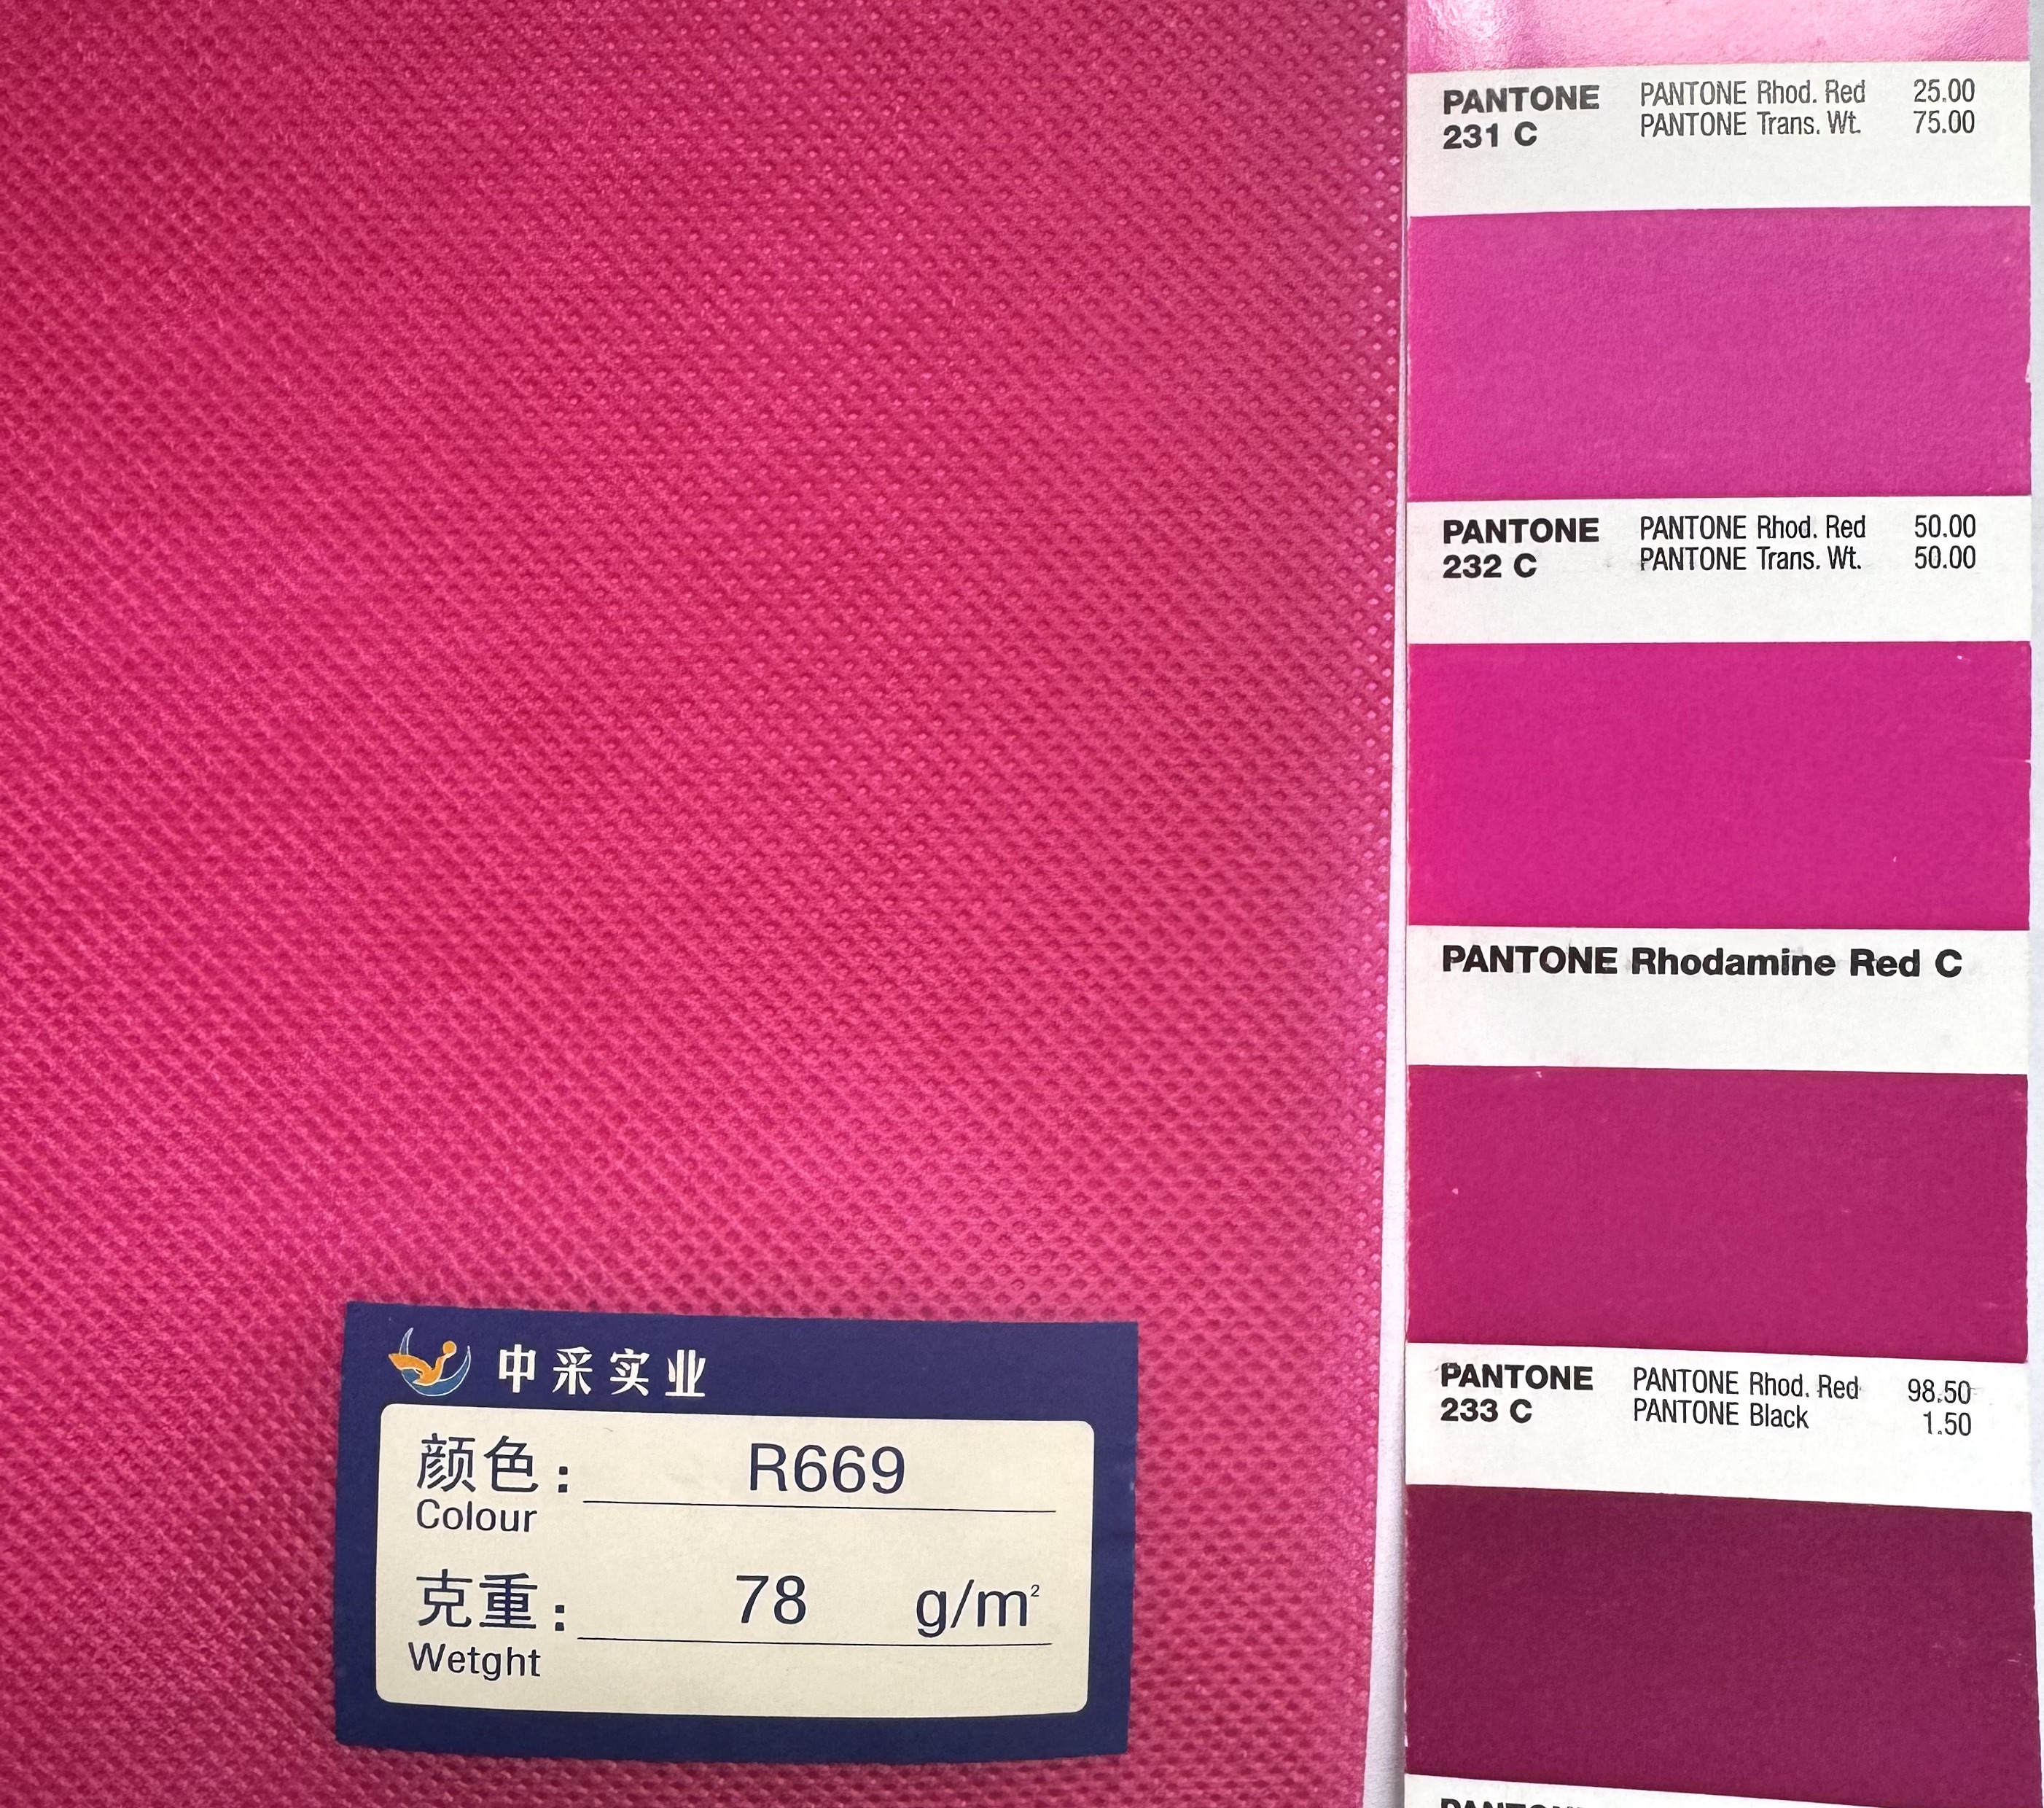 中采实业
颜色: R669
Colour
克重: 78 g/m²
Wetght
PANTONE PANTONE Rhod. Red 25.00
231 C PANTONE Trans. Wt. 75.00
PANTONE PANTONE Rhod. Red 50.00
232 C PANTONE Trans. Wt. 50.00
PANTONE Rhodamine Red C
PANTONE PANTONE Rhod. Red 98.50
233 C PANTONE Black 1.50